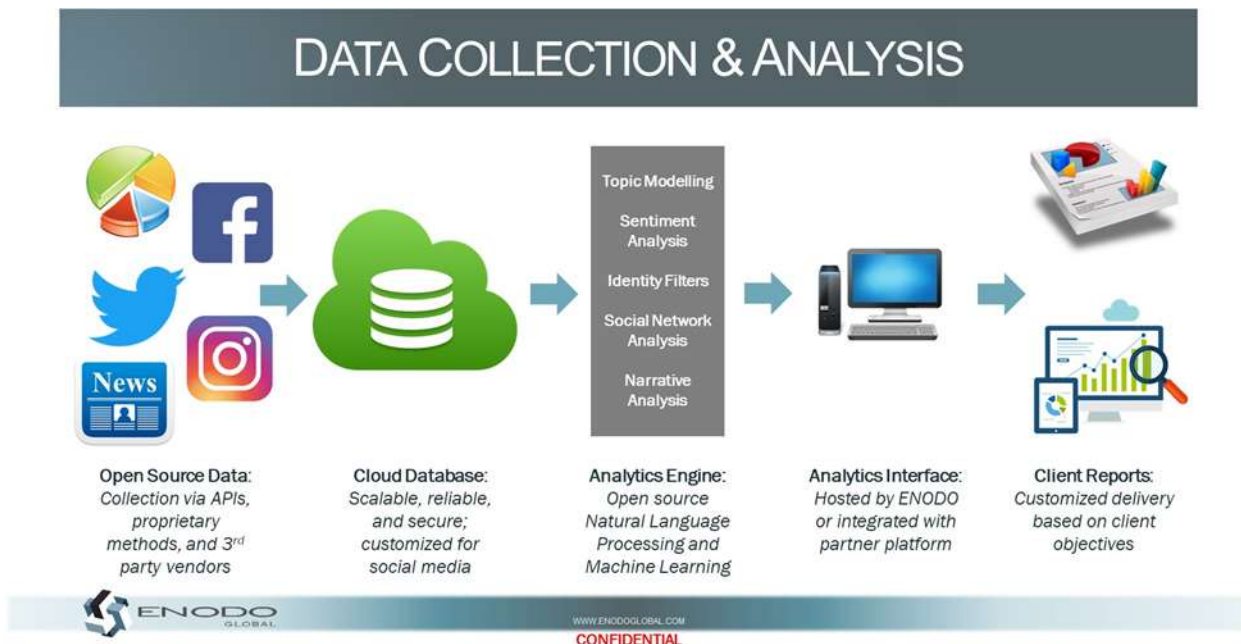 DATA COLLECTION & ANALYSIS
News
Topic Modelling
Sentiment
Analysis
Identity Filters
Social Network
Analysis
Narrative
Analysis
Open Source Data:
Collection via APIs,
proprietary
methods, and 3rd
party vendors
Cloud Database:
Scalable, reliable,
and secure;
customized for
social media
Analytics Engine:
Open source
Natural Language
Processing and
Machine Learning
Analytics Interface:
Hosted by ENODO
or integrated with
partner platform
Client Reports:
Customized delivery
based on client
objectives
ENODO
GLOBAL
WWW.ENODOGLOBAL.COM
CONFIDENTIAL